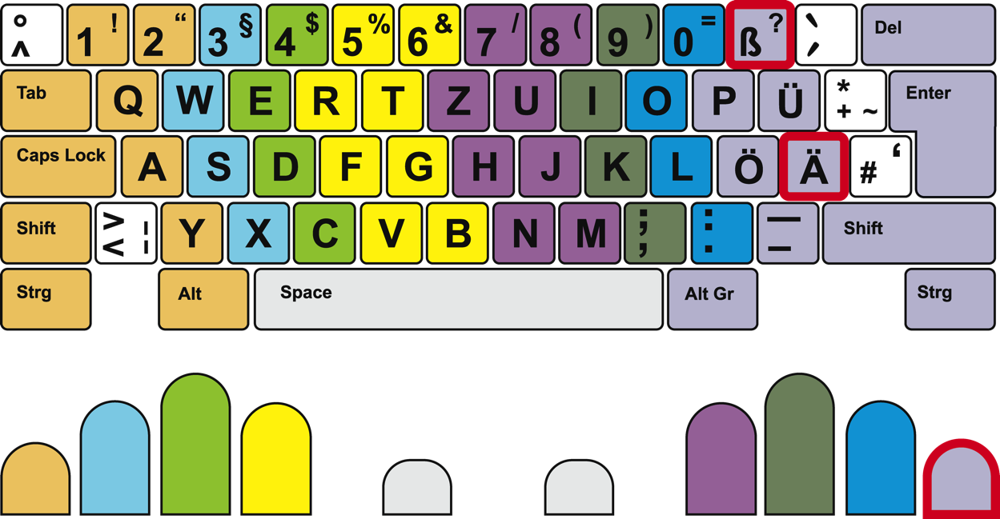 ° ^ 1 ! 2 “ 3 § 4 $ 5 % 6 & 7 / 8 ( 9 ) 0 = ß ? ` ´ Del
Tab Q W E R T Z U I O P Ü * + ~ Enter
Caps Lock A S D F G H J K L Ö Ä # ‘
Shift > < ¦ Y X C V B N M ; , : . — – Shift
Strg Alt Space Alt Gr Strg